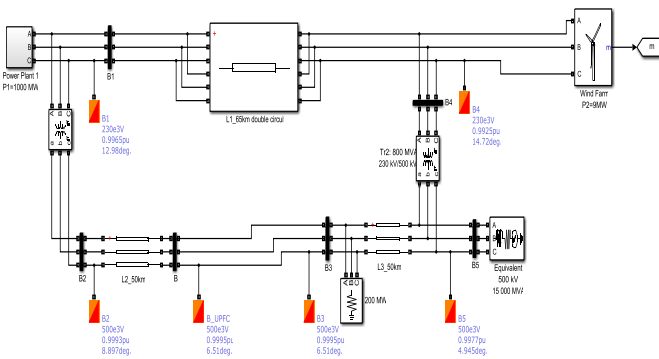 A
B
C
Power Plant 1
P1=1000 MW
B1
L1_65km double circui
A
B
C
m
m
Wind Farr
P2=9MW
B1
230e3V
0.9965pu
12.98deg.
A B C
a b c
B4
B4
230e3V
0.9925pu
14.72deg.
Tr2: 800 MVA
230 kV/500 kV
A B C
a b c
B2
L2_50km
B
B3
L3_50km
B5
A
B
C
Equivalent
500 kV
15 000 MVA
A B C
200 MW
B2
500e3V
0.9993pu
8.897deg.
B_UPFC
500e3V
0.9995pu
6.51deg.
B3
500e3V
0.9995pu
6.51deg.
B5
500e3V
0.9977pu
4.945deg.